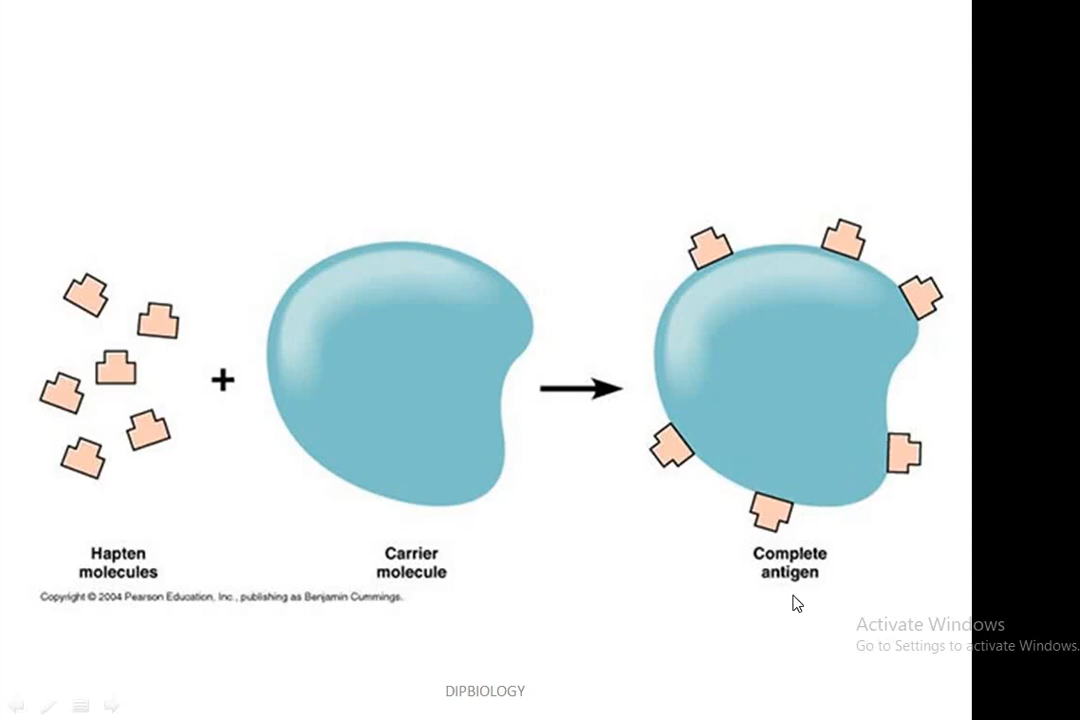 +
Hapten
molecules
Carrier
molecule
Complete
antigen
Copyright © 2004 Pearson Education, Inc., publishing as Benjamin Cummings.
Activate Windows
Go to Settings to activate Windows.
DIPBIOLOGY